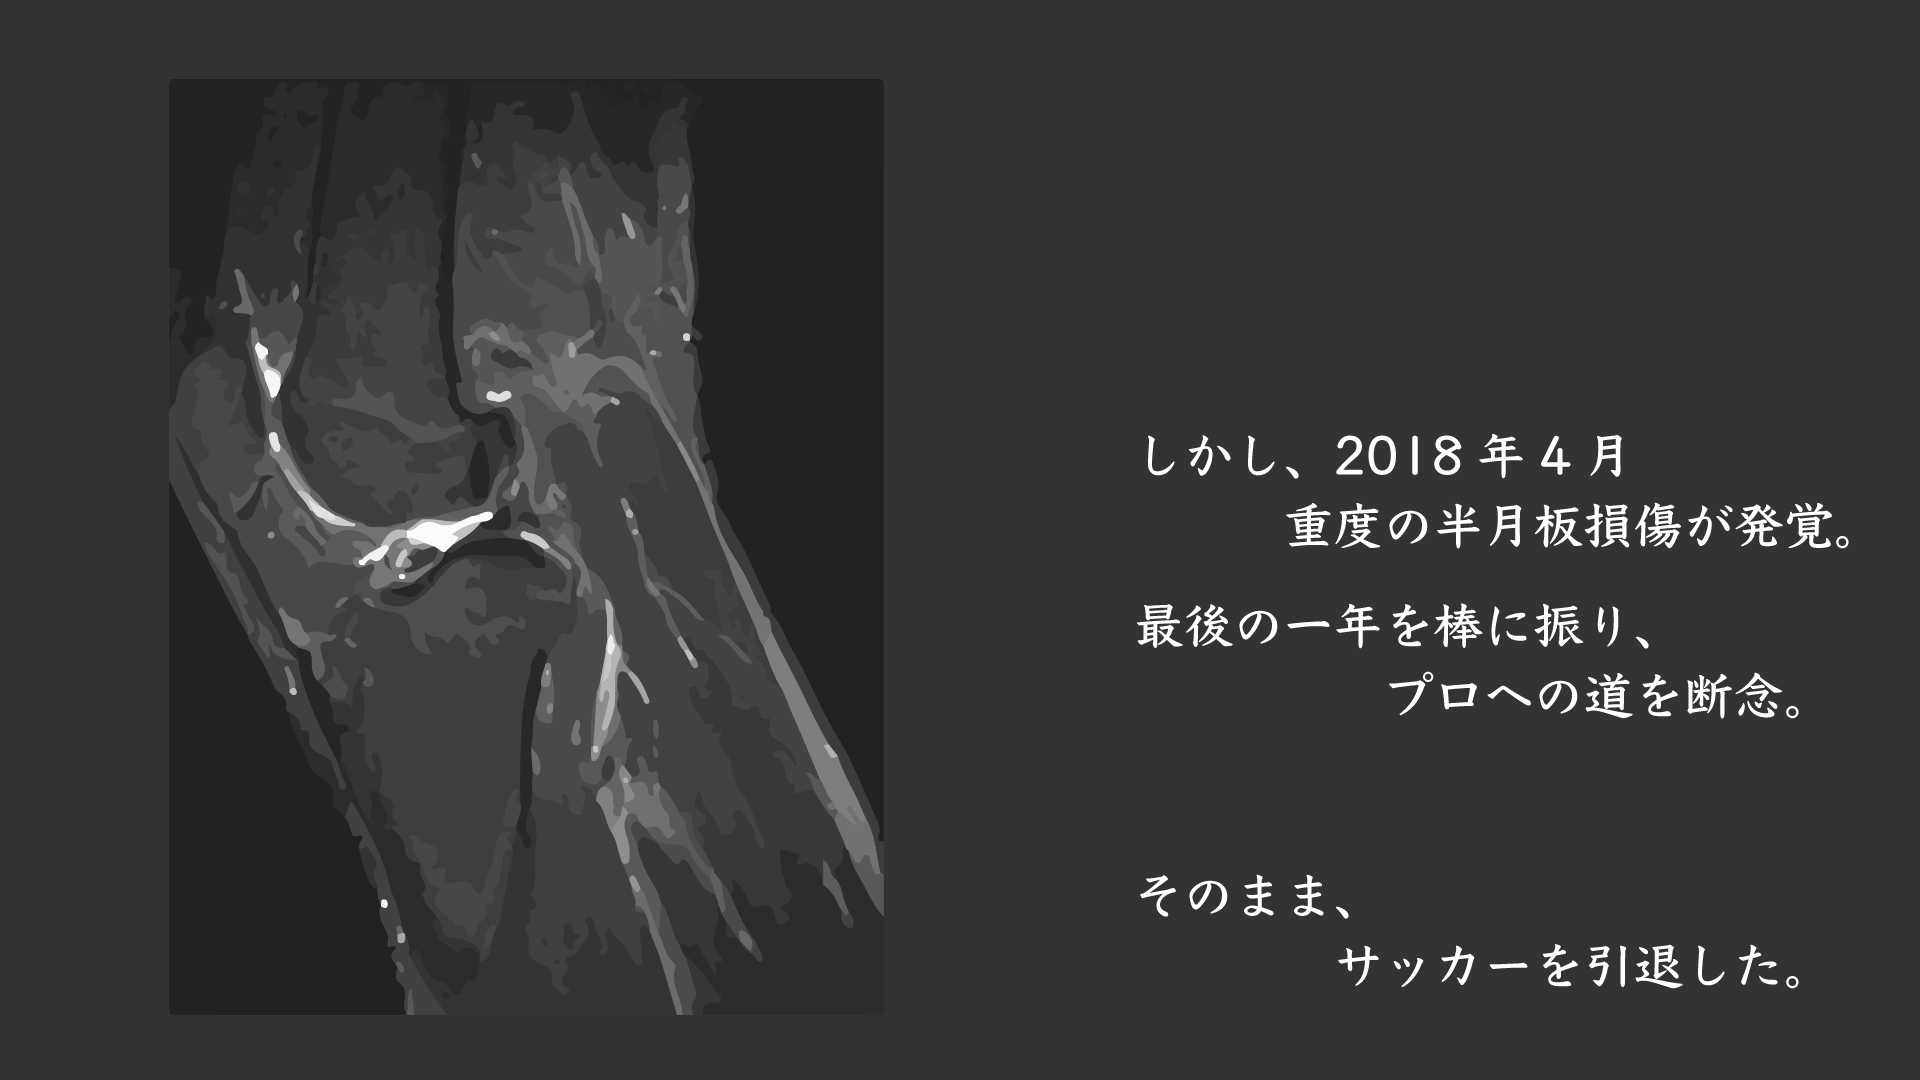 しかし、2018年4月
重度の半月板損傷が発覚。
最後の一年を棒に振り、
プロへの道を断念。
そのまま、
サッカーを引退した。